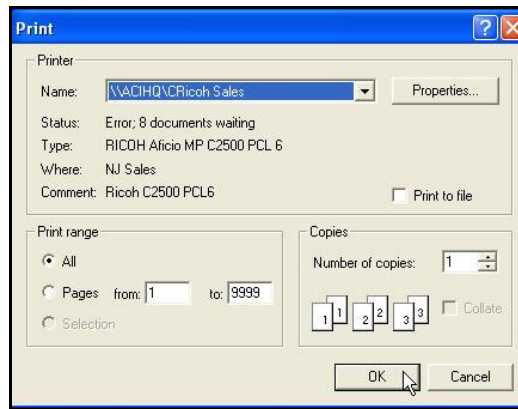 Print
Printer
Name: \\ACIHQ\CRicoh Sales Properties...
Status: Error; 8 documents waiting
Type: RICOH Aficio MP C2500 PCL 6
Where: NJ Sales
Comment: Ricoh C2500 PCL6 Print to file
Print range
All
Pages from: 1 to: 9999
Selection
Copies
Number of copies: 1
1 1 2 2 3 3 Collate
OK Cancel